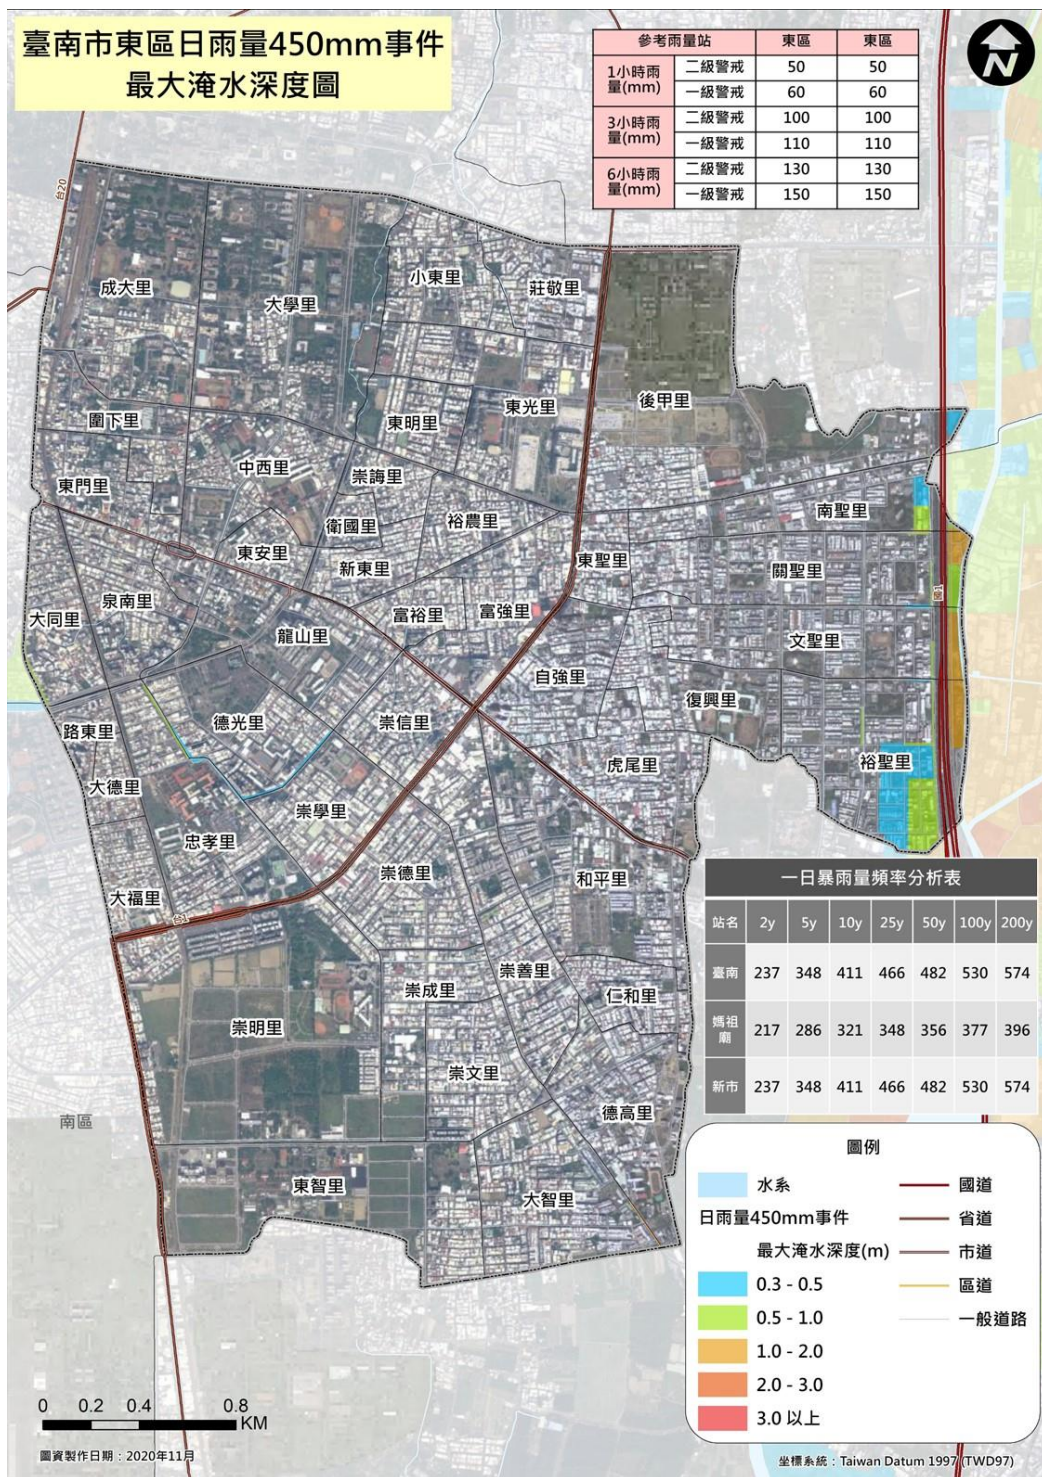 臺南市東區日雨量450mm事件
最大淹水深度圖
參考雨量站 東區 東區
1小時雨量(mm) 二級警戒 50 50
一級警戒 60 60
3小時雨量(mm) 二級警戒 100 100
一級警戒 110 110
6小時雨量(mm) 二級警戒 130 130
一級警戒 150 150
N
台20
成大里
大學里
小東里
莊敬里
後甲里
圍下里
東明里
東光里
中西里
崇誨里
東門里
衛國里
裕農里
南聖里
東安里
新東里
東聖里
關聖里
國1
大同里
泉南里
龍山里
富裕里
富強里
文聖里
自強里
復興里
路東里
德光里
崇信里
虎尾里
裕聖里
大德里
崇學里
忠孝里
崇德里
和平里
大福里
台1
崇善里
崇成里
仁和里
崇明里
崇文里
德高里
南區
東智里
大智里
一日暴雨量頻率分析表
站名 2y 5y 10y 25y 50y 100y 200y
臺南 237 348 411 466 482 530 574
媽祖廟 217 286 321 348 356 377 396
新市 237 348 411 466 482 530 574
圖例
水系
日雨量450mm事件
最大淹水深度(m)
0.3 - 0.5
0.5 - 1.0
1.0 - 2.0
2.0 - 3.0
3.0 以上
國道
省道
市道
區道
一般道路
0 0.2 0.4 0.8
KM
圖資製作日期：2020年11月
坐標系統：Taiwan Datum 1997 (TWD97)